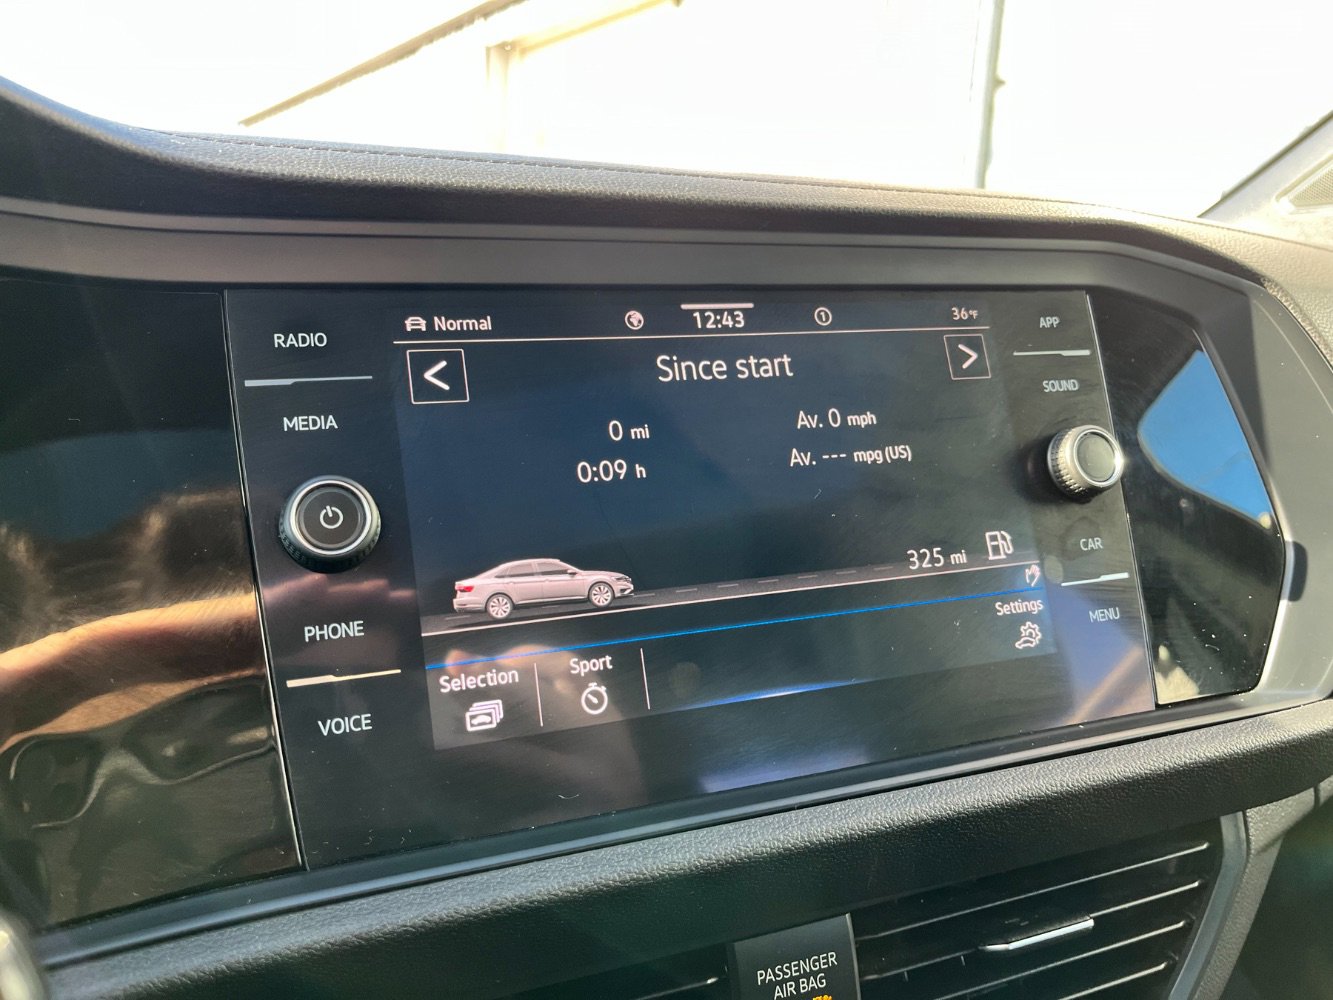 RADIO
MEDIA
PHONE
VOICE
Normal
12:43
1
36°F
<
Since start
>
0 mi
0:09 h
Av. 0 mph
Av. --- mpg (US)
325 mi
Settings
Selection
Sport
APP
SOUND
CAR
MENU
PASSENGER
AIR BAG